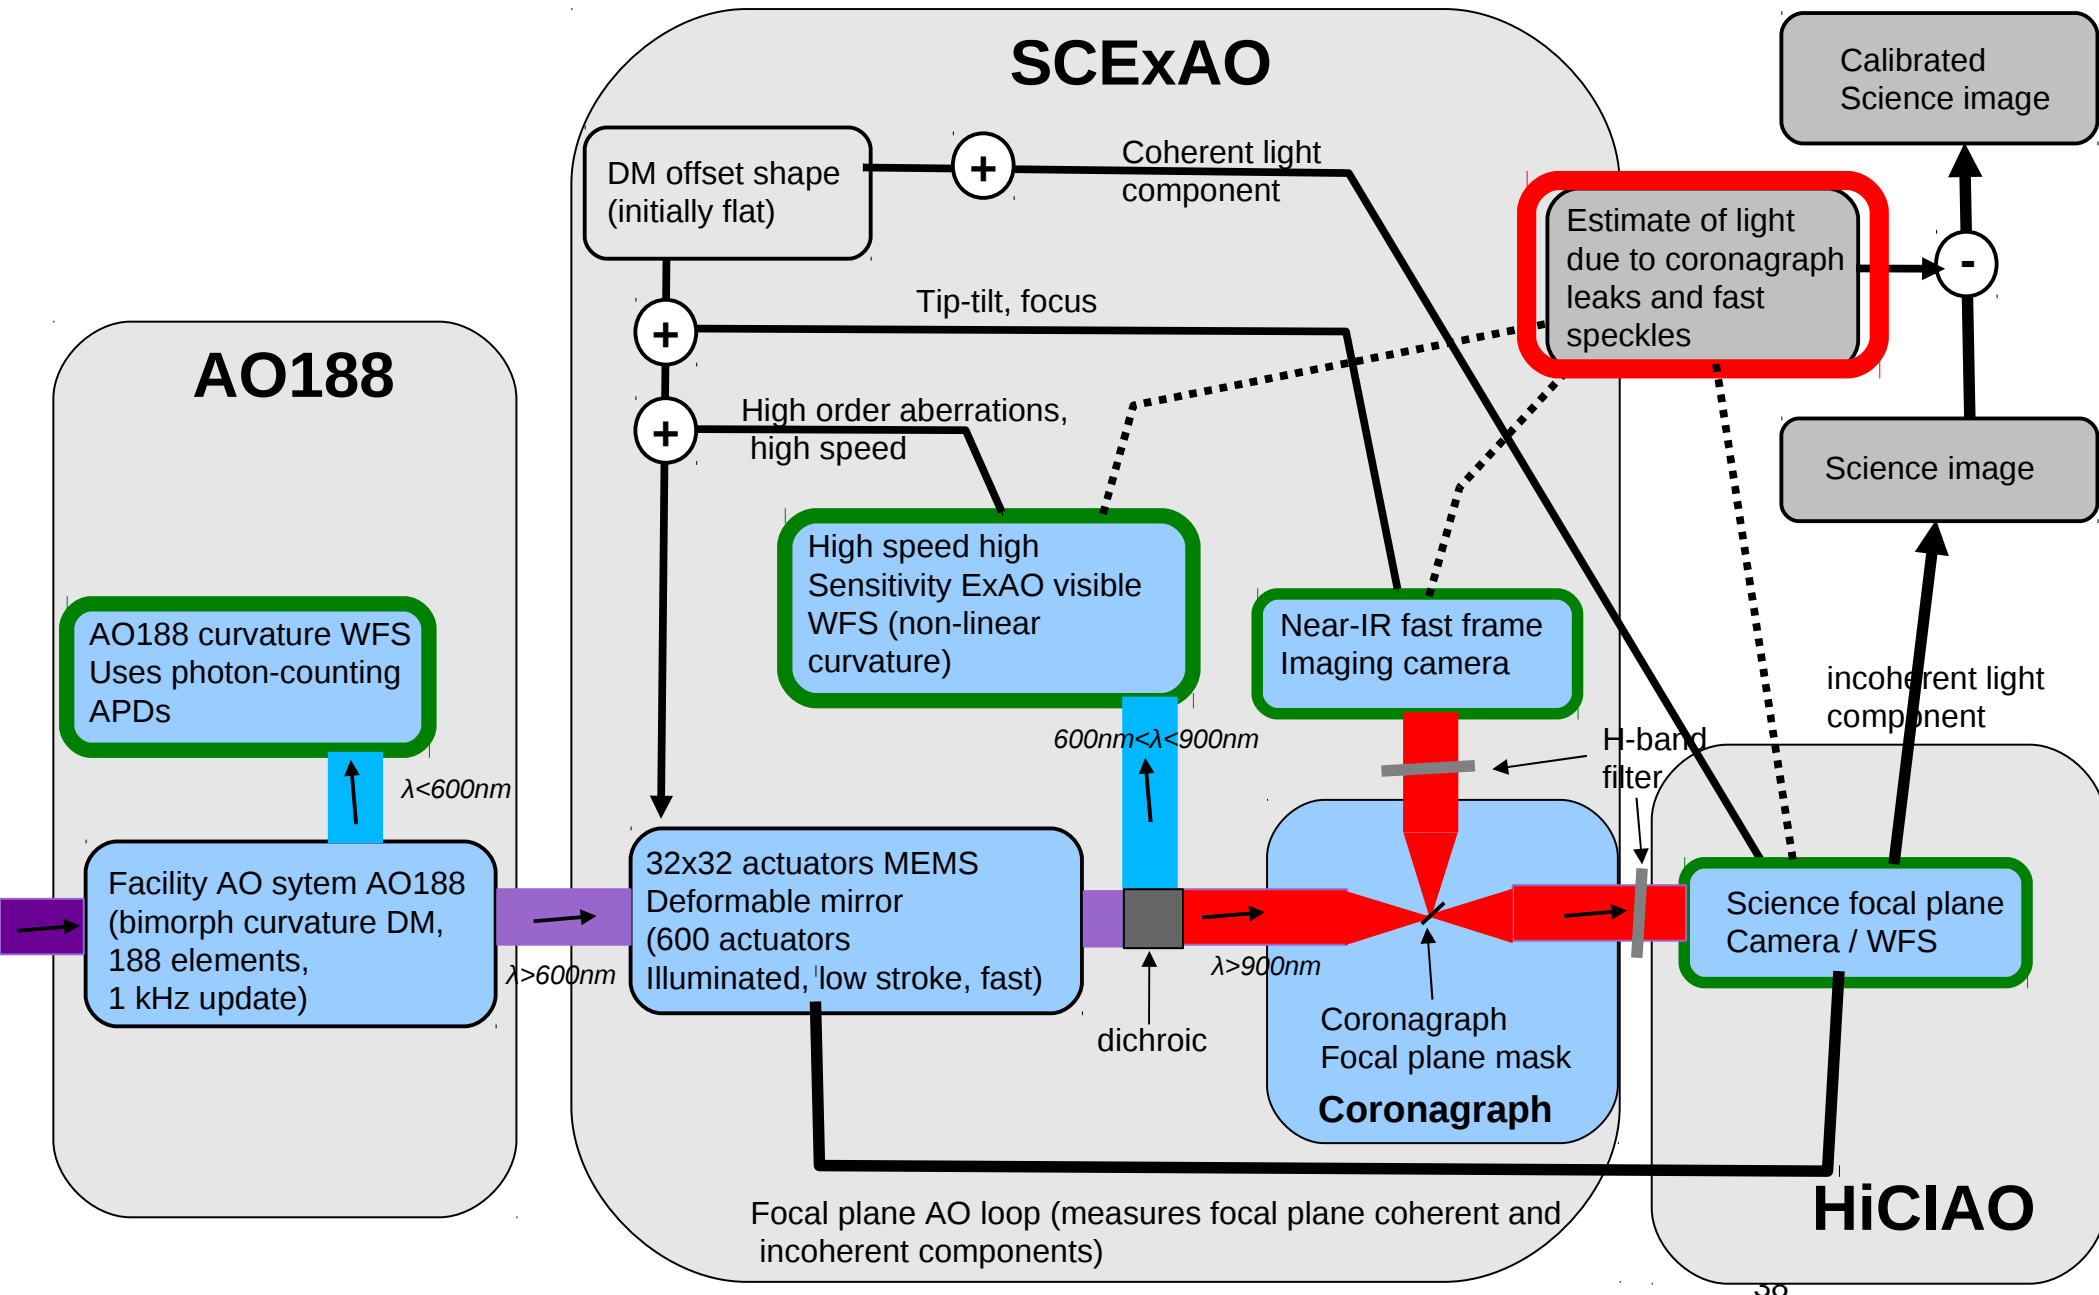 SCExAO
Calibrated
Science image
DM offset shape
(initially flat)
+
Coherent light
component
Estimate of light
due to coronagraph
leaks and fast
speckles
-
Tip-tilt, focus
+
AO188
High order aberrations,
high speed
+
Science image
High speed high
Sensitivity ExAO visible
WFS (non-linear
curvature)
Near-IR fast frame
Imaging camera
AO188 curvature WFS
Uses photon-counting
APDs
incoherent light
component
600nm<λ<900nm
H-band
filter
λ<600nm
Facility AO sytem AO188
(bimorph curvature DM,
188 elements,
1 kHz update)
λ>600nm
32x32 actuators MEMS
Deformable mirror
(600 actuators
Illuminated, low stroke, fast)
λ>900nm
dichroic
Science focal plane
Camera / WFS
Coronagraph
Focal plane mask
Coronagraph
HiCIAO
Focal plane AO loop (measures focal plane coherent and
incoherent components)
38